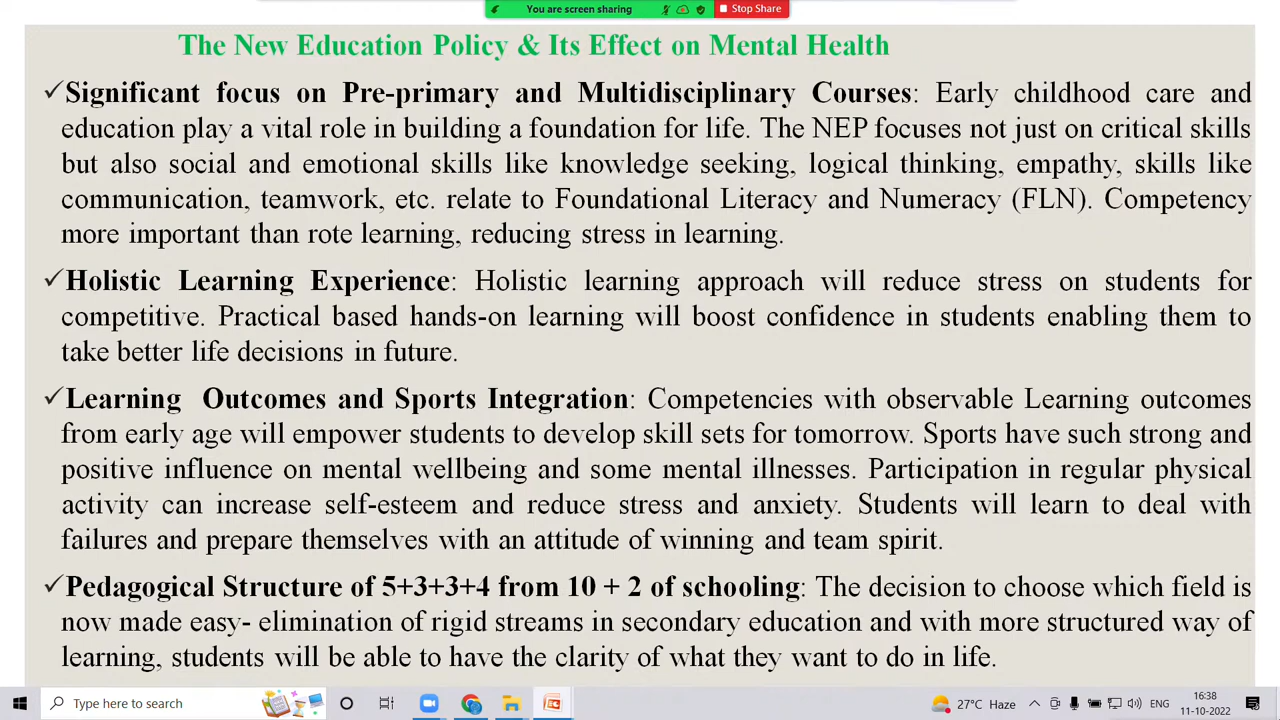 You are screen sharing
Stop Share
The New Education Policy & Its Effect on Mental Health
✓Significant focus on Pre-primary and Multidisciplinary Courses: Early childhood care and
education play a vital role in building a foundation for life. The NEP focuses not just on critical skills
but also social and emotional skills like knowledge seeking, logical thinking, empathy, skills like
communication, teamwork, etc. relate to Foundational Literacy and Numeracy (FLN). Competency
more important than rote learning, reducing stress in learning.
✓Holistic Learning Experience: Holistic learning approach will reduce stress on students for
competitive. Practical based hands-on learning will boost confidence in students enabling them to
take better life decisions in future.
✓Learning Outcomes and Sports Integration: Competencies with observable Learning outcomes
from early age will empower students to develop skill sets for tomorrow. Sports have such strong and
positive influence on mental wellbeing and some mental illnesses. Participation in regular physical
activity can increase self-esteem and reduce stress and anxiety. Students will learn to deal with
failures and prepare themselves with an attitude of winning and team spirit.
✓Pedagogical Structure of 5+3+3+4 from 10 + 2 of schooling: The decision to choose which field is
now made easy- elimination of rigid streams in secondary education and with more structured way of
learning, students will be able to have the clarity of what they want to do in life.
Type here to search
27°C Haze
ENG
16:38
11-10-2022